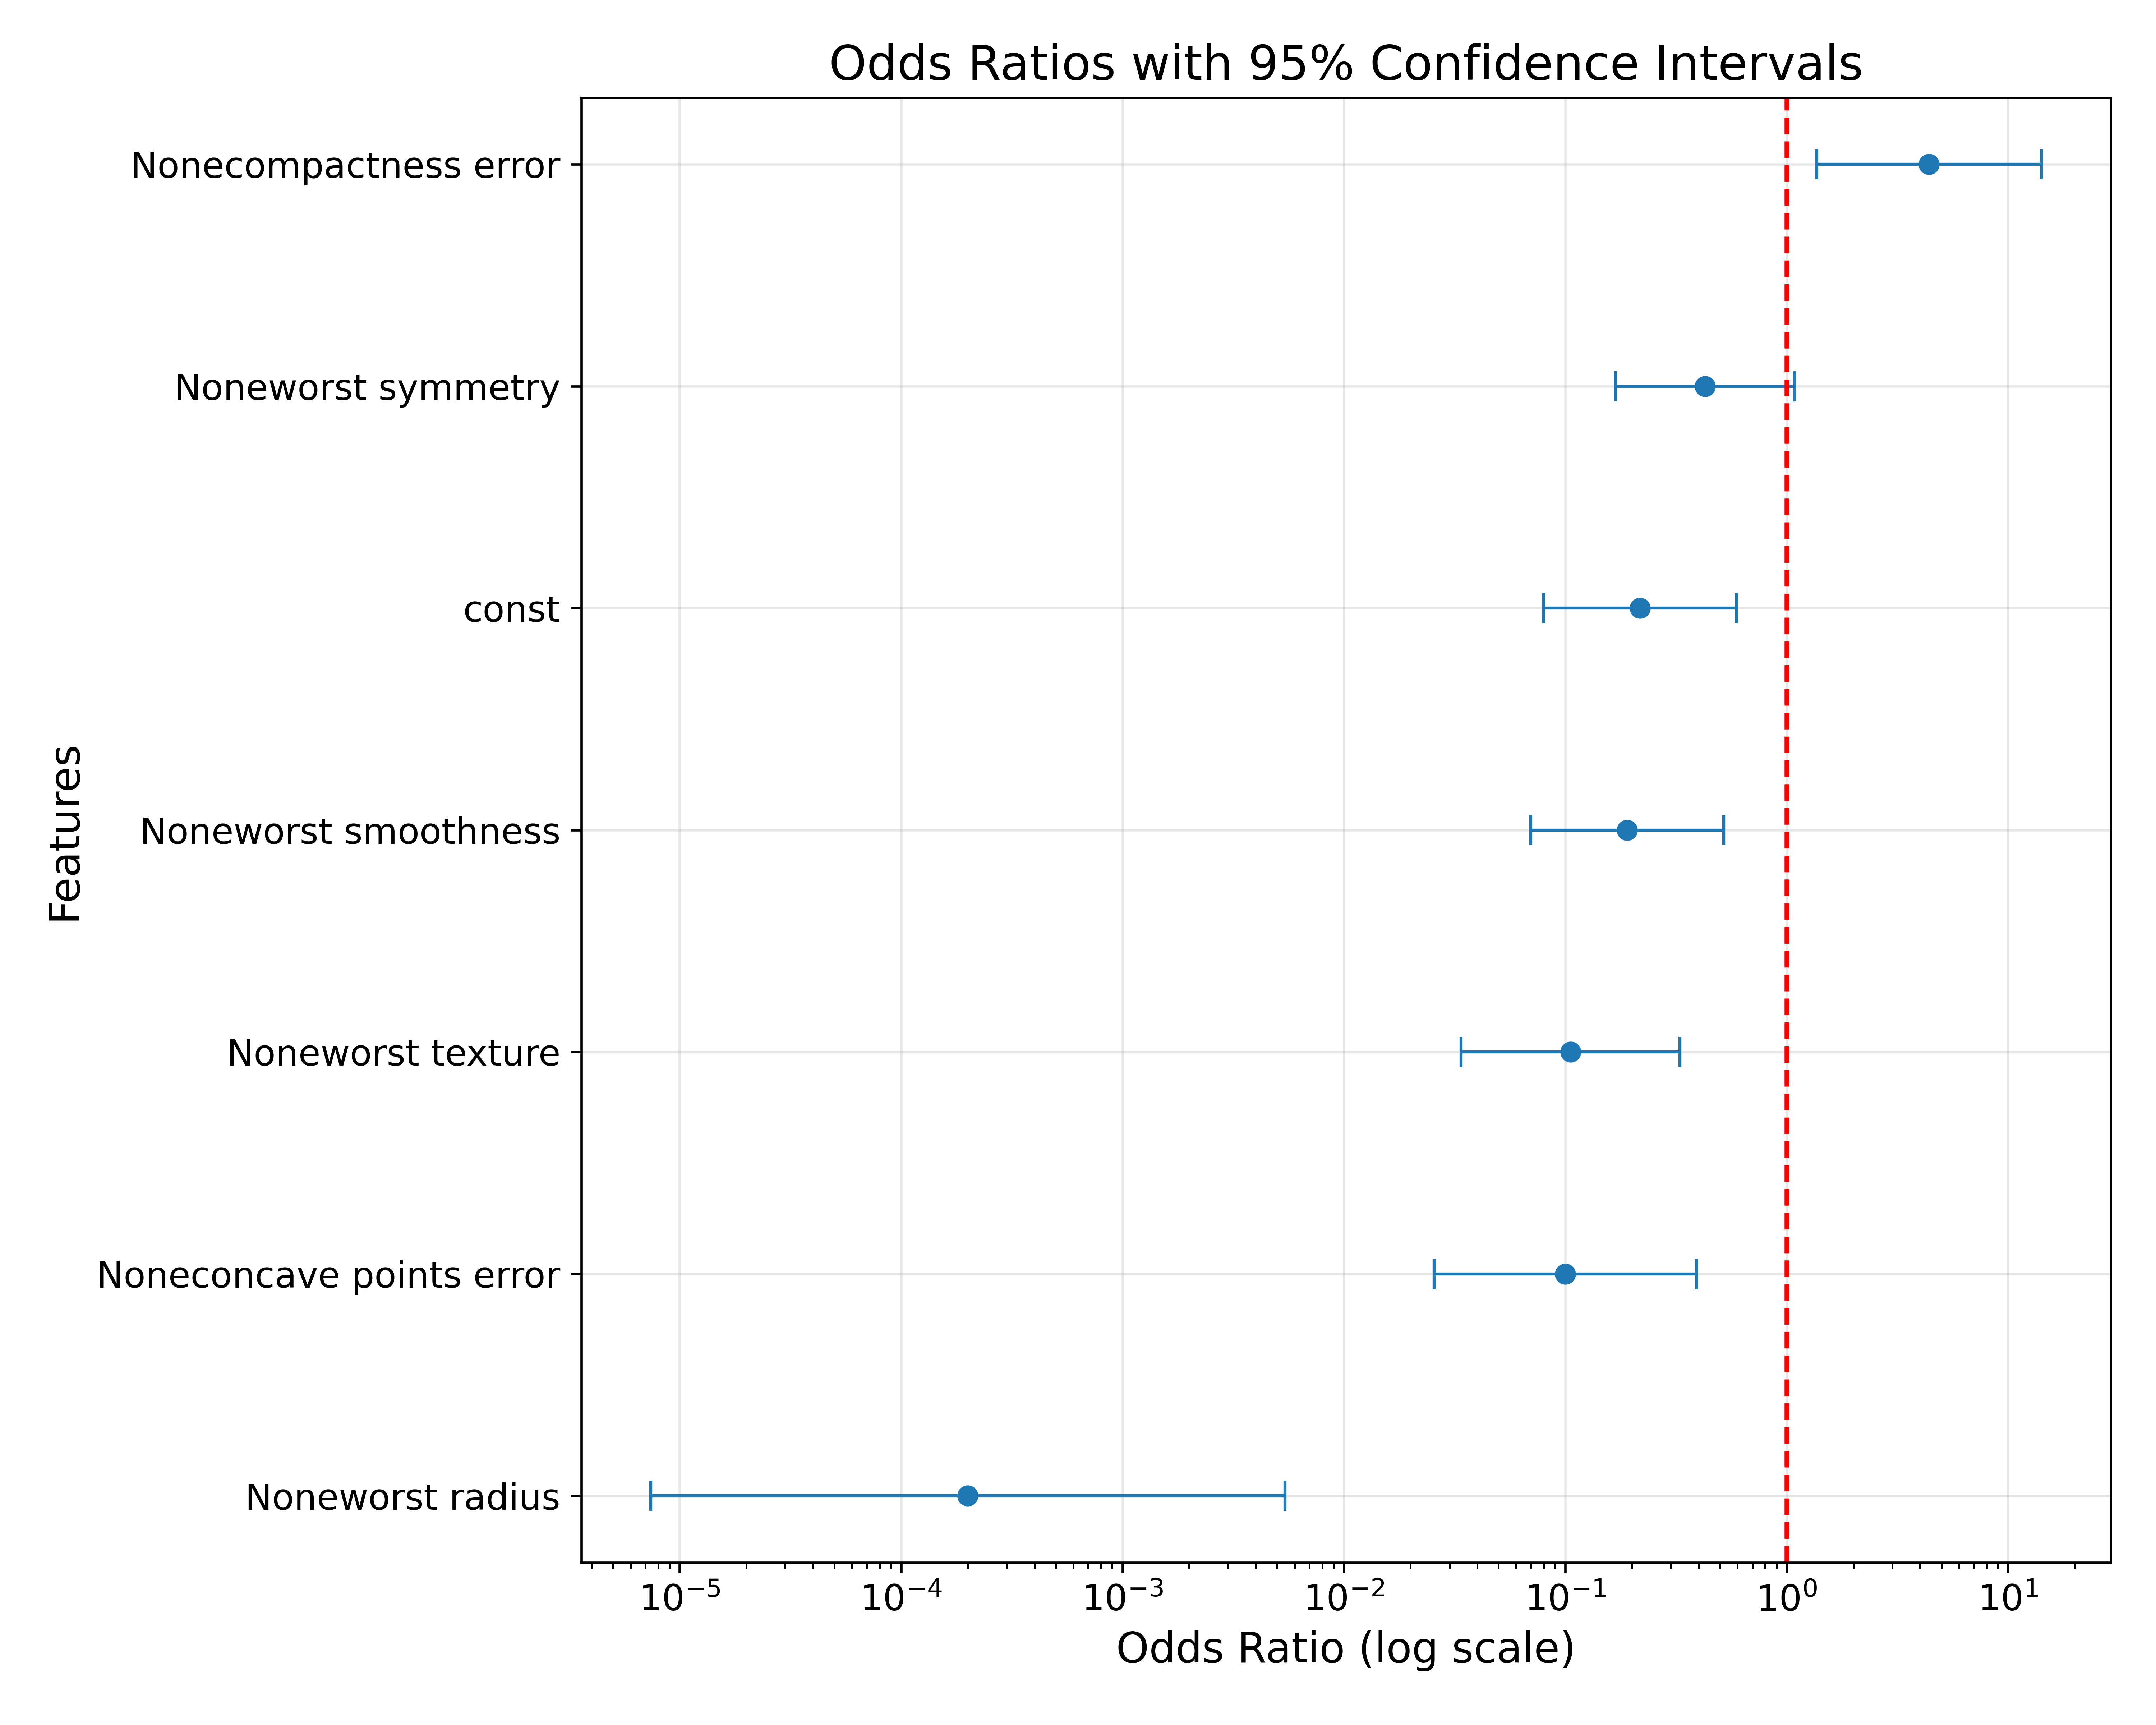 Odds Ratios with 95% Confidence Intervals
Nonecompactness error
Noneworst symmetry
const
Noneworst smoothness
Noneworst texture
Noneconcave points error
Noneworst radius
Features
10⁻⁵ 10⁻⁴ 10⁻³ 10⁻² 10⁻¹ 10⁰ 10¹
Odds Ratio (log scale)